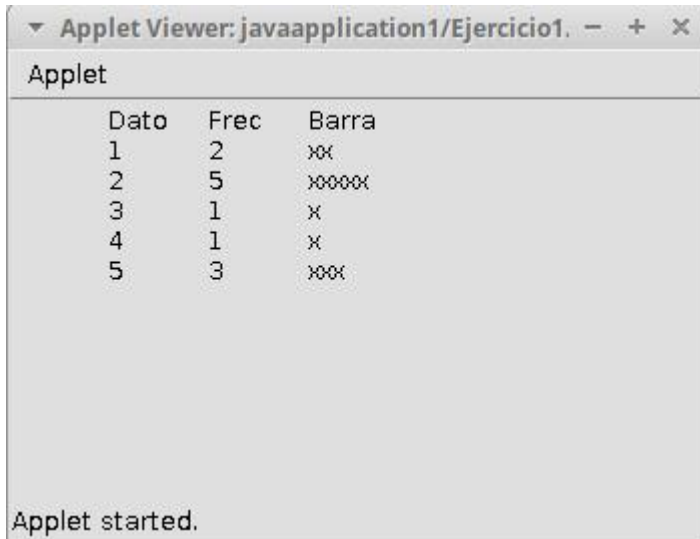 Applet Viewer: javaapplication1/Ejercicio1.
Applet
Dato Frec Barra
1 2 xx
2 5 xxxxx
3 1 x
4 1 x
5 3 xxx
Applet started.